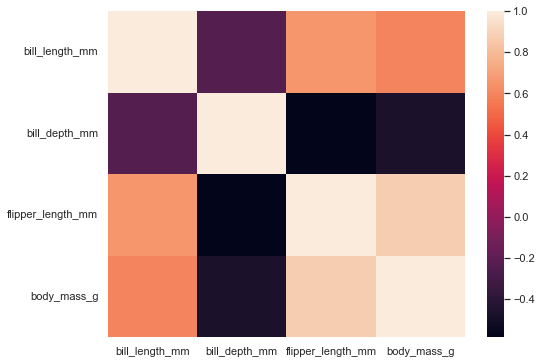 bill_length_mm
bill_depth_mm
flipper_length_mm
body_mass_g
bill_length_mm bill_depth_mm flipper_length_mm body_mass_g
1.0
0.8
0.6
0.4
0.2
0.0
−0.2
−0.4